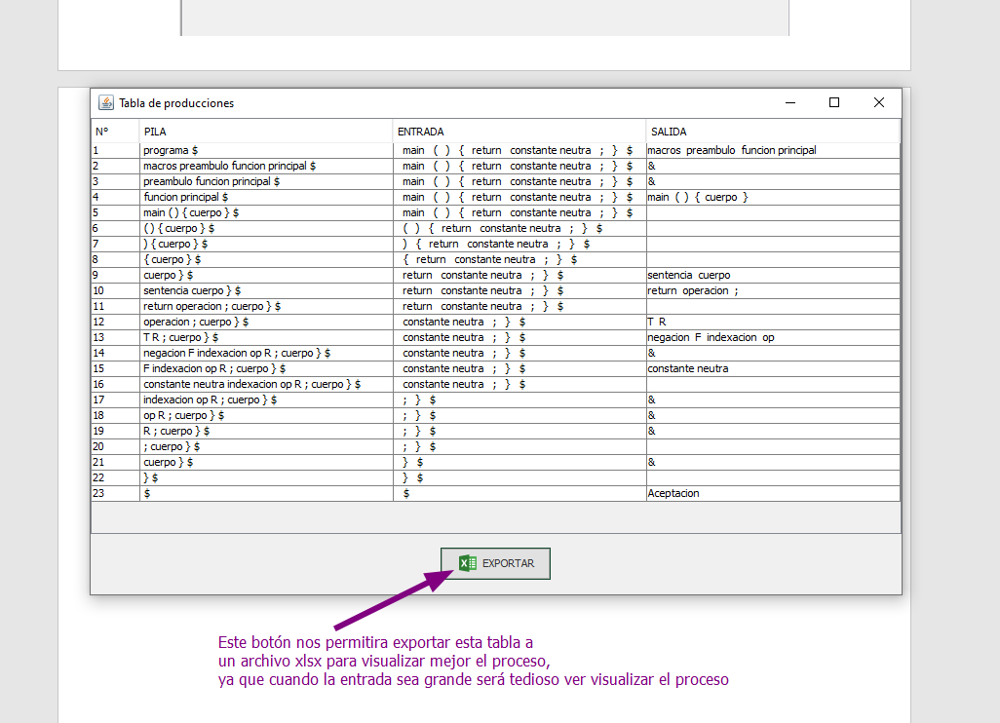 Tabla de producciones
N° PILA ENTRADA SALIDA
1 programa $ main ( ) { return constante neutra ; } $ macros preambulo funcion principal
2 macros preambulo funcion principal $ main ( ) { return constante neutra ; } $ &
3 preambulo funcion principal $ main ( ) { return constante neutra ; } $ &
4 funcion principal $ main ( ) { return constante neutra ; } $ main ( ) { cuerpo }
5 main ( ) { cuerpo } $ main ( ) { return constante neutra ; } $
6 ( ) { cuerpo } $ ( ) { return constante neutra ; } $
7 ) { cuerpo } $ ) { return constante neutra ; } $
8 { cuerpo } $ { return constante neutra ; } $
9 cuerpo } $ return constante neutra ; } $ sentencia cuerpo
10 sentencia cuerpo } $ return constante neutra ; } $ return operacion ;
11 return operacion ; cuerpo } $ return constante neutra ; } $
12 operacion ; cuerpo } $ constante neutra ; } $ T R
13 T R ; cuerpo } $ constante neutra ; } $ negacion F indexacion op
14 negacion F indexacion op R ; cuerpo } $ constante neutra ; } $ &
15 F indexacion op R ; cuerpo } $ constante neutra ; } $ constante neutra
16 constante neutra indexacion op R ; cuerpo } $ constante neutra ; } $
17 indexacion op R ; cuerpo } $ ; } $ &
18 op R ; cuerpo } $ ; } $ &
19 R ; cuerpo } $ ; } $ &
20 ; cuerpo } $ ; } $
21 cuerpo } $ } $ &
22 } $ } $
23 $ $ Aceptacion
EXPORTAR
Este botón nos permitira exportar esta tabla a
un archivo xlsx para visualizar mejor el proceso,
ya que cuando la entrada sea grande será tedioso ver visualizar el proceso